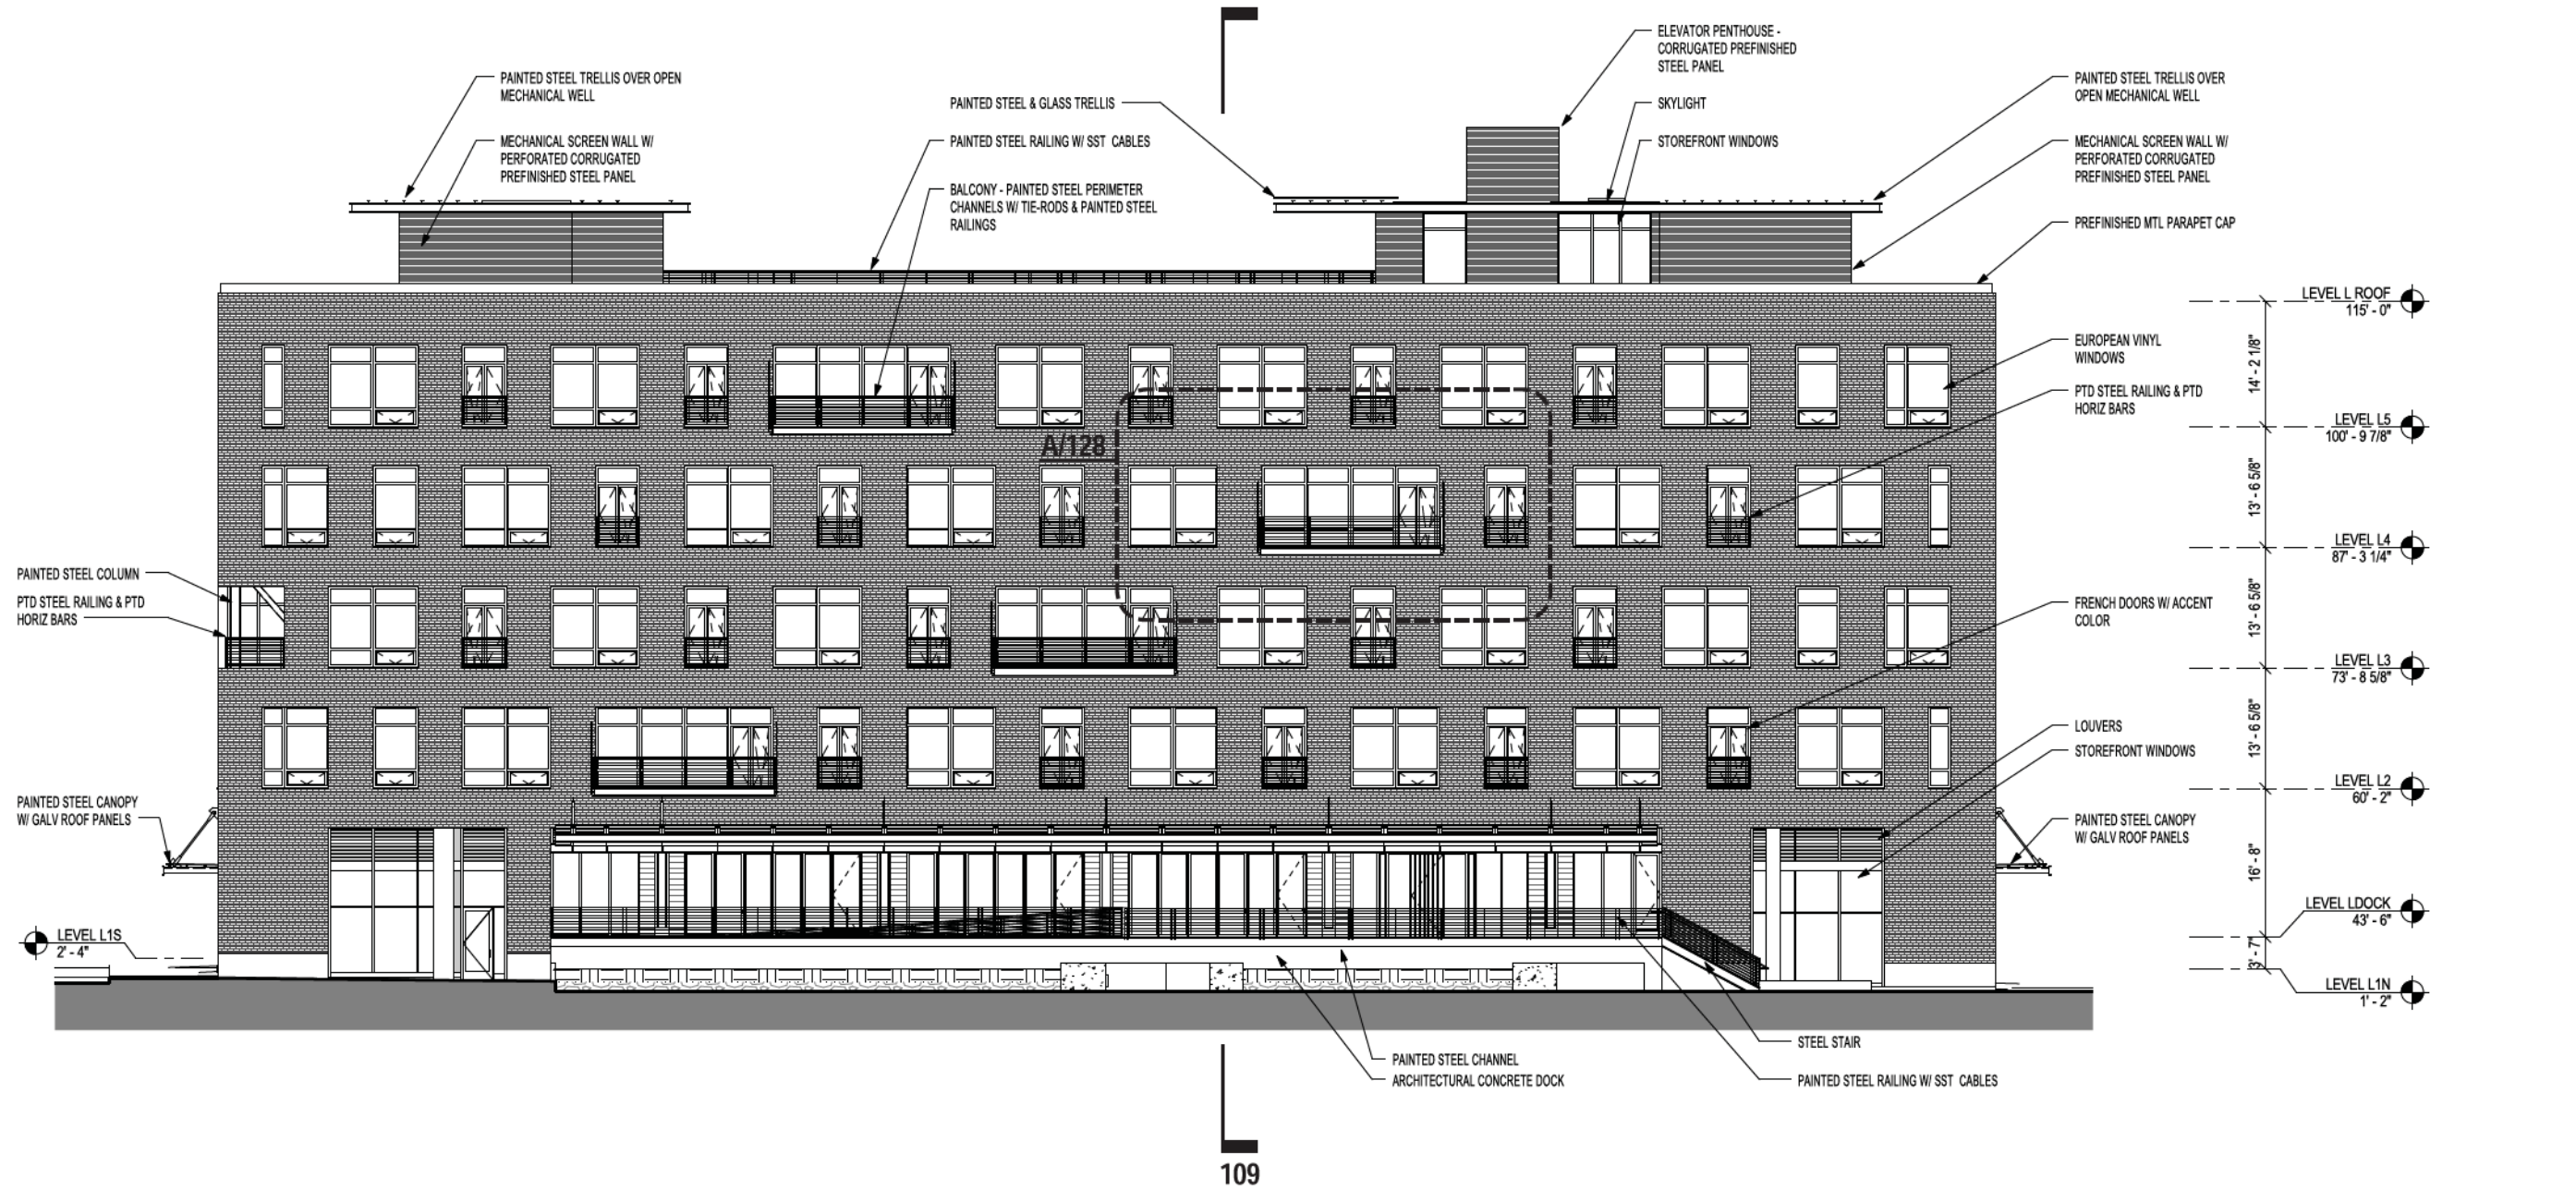 ELEVATOR PENTHOUSE -
CORRUGATED PREFINISHED
STEEL PANEL
PAINTED STEEL TRELLIS OVER OPEN
MECHANICAL WELL
PAINTED STEEL & GLASS TRELLIS
SKYLIGHT
PAINTED STEEL TRELLIS OVER
OPEN MECHANICAL WELL
MECHANICAL SCREEN WALL W/
PERFORATED CORRUGATED
PREFINISHED STEEL PANEL
PAINTED STEEL RAILING W/ SST CABLES
STOREFRONT WINDOWS
MECHANICAL SCREEN WALL W/
PERFORATED CORRUGATED
PREFINISHED STEEL PANEL
BALCONY - PAINTED STEEL PERIMETER
CHANNELS W/ TIE-RODS & PAINTED STEEL
RAILINGS
PREFINISHED MTL PARAPET CAP
LEVEL L ROOF
115' - 0"
EUROPEAN VINYL
WINDOWS
14' - 2 1/8"
PTD STEEL RAILING & PTD
HORIZ BARS
LEVEL L5
100' - 9 7/8"
A/128
13' - 6 5/8"
LEVEL L4
87' - 3 1/4"
PAINTED STEEL COLUMN
PTD STEEL RAILING & PTD
HORIZ BARS
FRENCH DOORS W/ ACCENT
COLOR
13' - 6 5/8"
LEVEL L3
73' - 8 5/8"
LOUVERS
STOREFRONT WINDOWS
13' - 6 5/8"
LEVEL L2
60' - 2"
PAINTED STEEL CANOPY
W/ GALV ROOF PANELS
PAINTED STEEL CANOPY
W/ GALV ROOF PANELS
16' - 8"
LEVEL LDOCK
43' - 6"
LEVEL L1S
2' - 4"
3' - 7"
LEVEL L1N
1' - 2"
STEEL STAIR
PAINTED STEEL CHANNEL
ARCHITECTURAL CONCRETE DOCK
PAINTED STEEL RAILING W/ SST CABLES
109